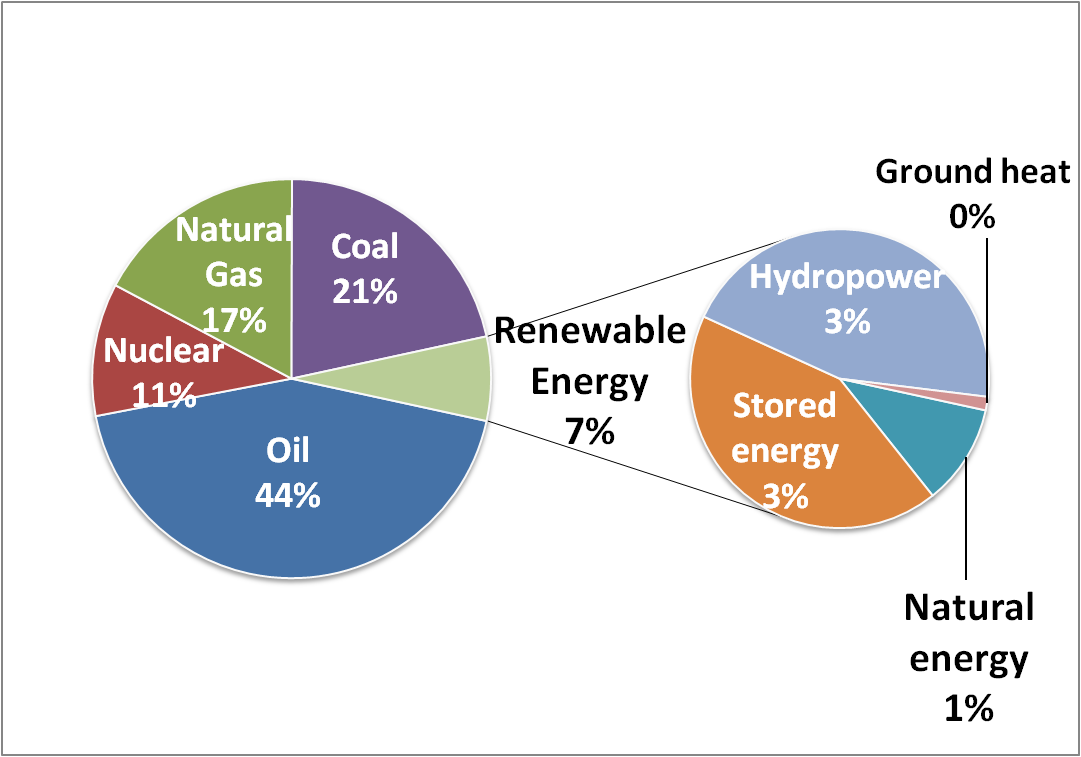 Natural
Gas
17%
Coal
21%
Nuclear
11%
Oil
44%
Renewable
Energy
7%
Ground heat
0%
Hydropower
3%
Stored
energy
3%
Natural
energy
1%